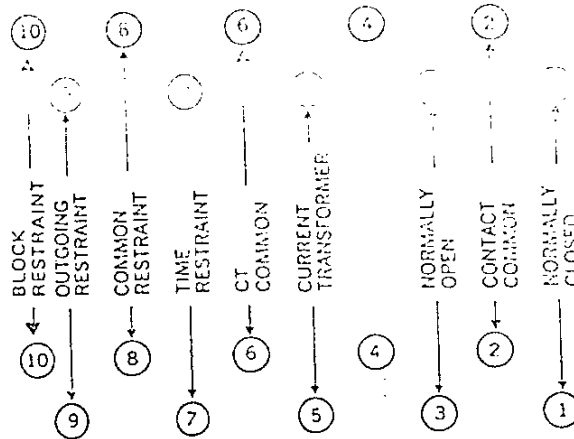 10
6
6
4
2
BLOCK
RESTRAINT
OUTGOING
RESTRAINT
COMMON
RESTRAINT
TIME
RESTRAINT
CT
COMMON
CURRENT
TRANSFORMER
NORMALLY
OPEN
CONTACT
COMMON
NORMALLY
CLOSED
10
8
6
4
2
9
7
5
3
1